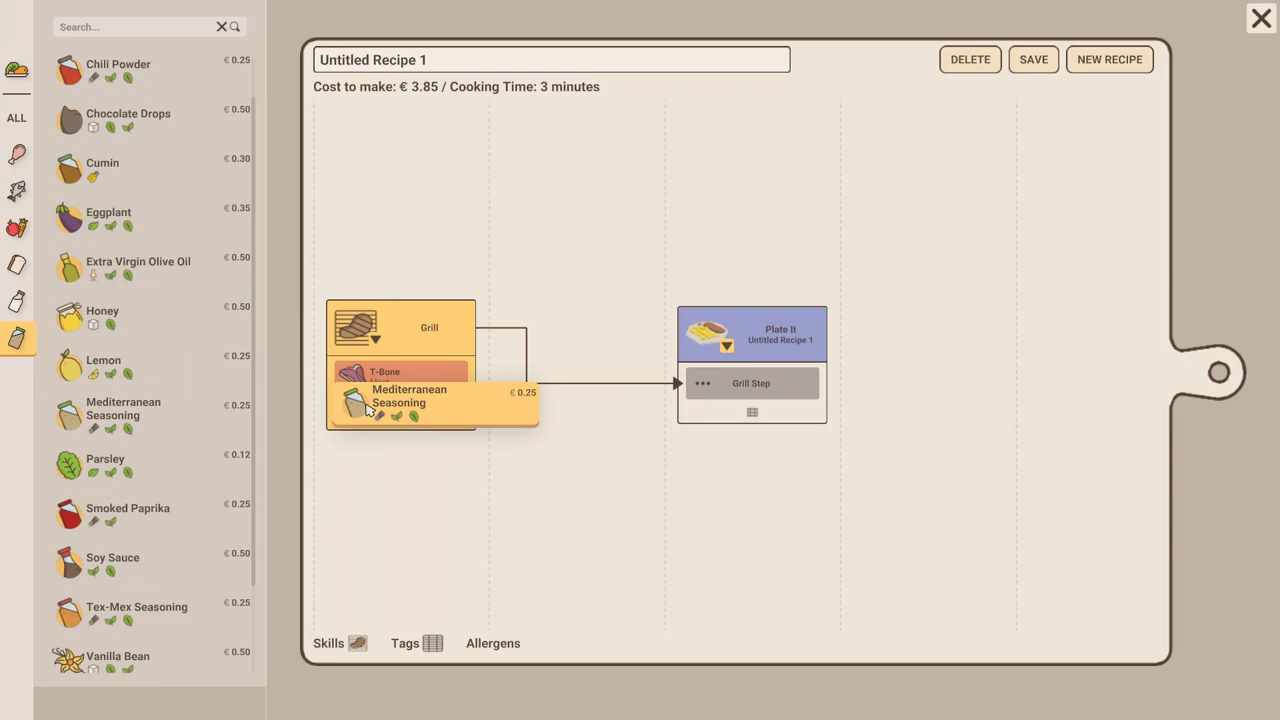 Search...
ALL
Chili Powder
€ 0.25
Chocolate Drops
€ 0.50
Cumin
€ 0.30
Eggplant
€ 0.35
Extra Virgin Olive Oil
€ 0.50
Honey
€ 0.50
Lemon
€ 0.25
Mediterranean
Seasoning
€ 0.25
Parsley
€ 0.12
Smoked Paprika
€ 0.25
Soy Sauce
€ 0.50
Tex-Mex Seasoning
€ 0.25
Vanilla Bean
€ 0.50
Untitled Recipe 1
DELETE
SAVE
NEW RECIPE
Cost to make: € 3.85 / Cooking Time: 3 minutes
Grill
T-Bone
Mediterranean
Seasoning
€ 0.25
Plate It
Untitled Recipe 1
Grill Step
Skills
Tags
Allergens